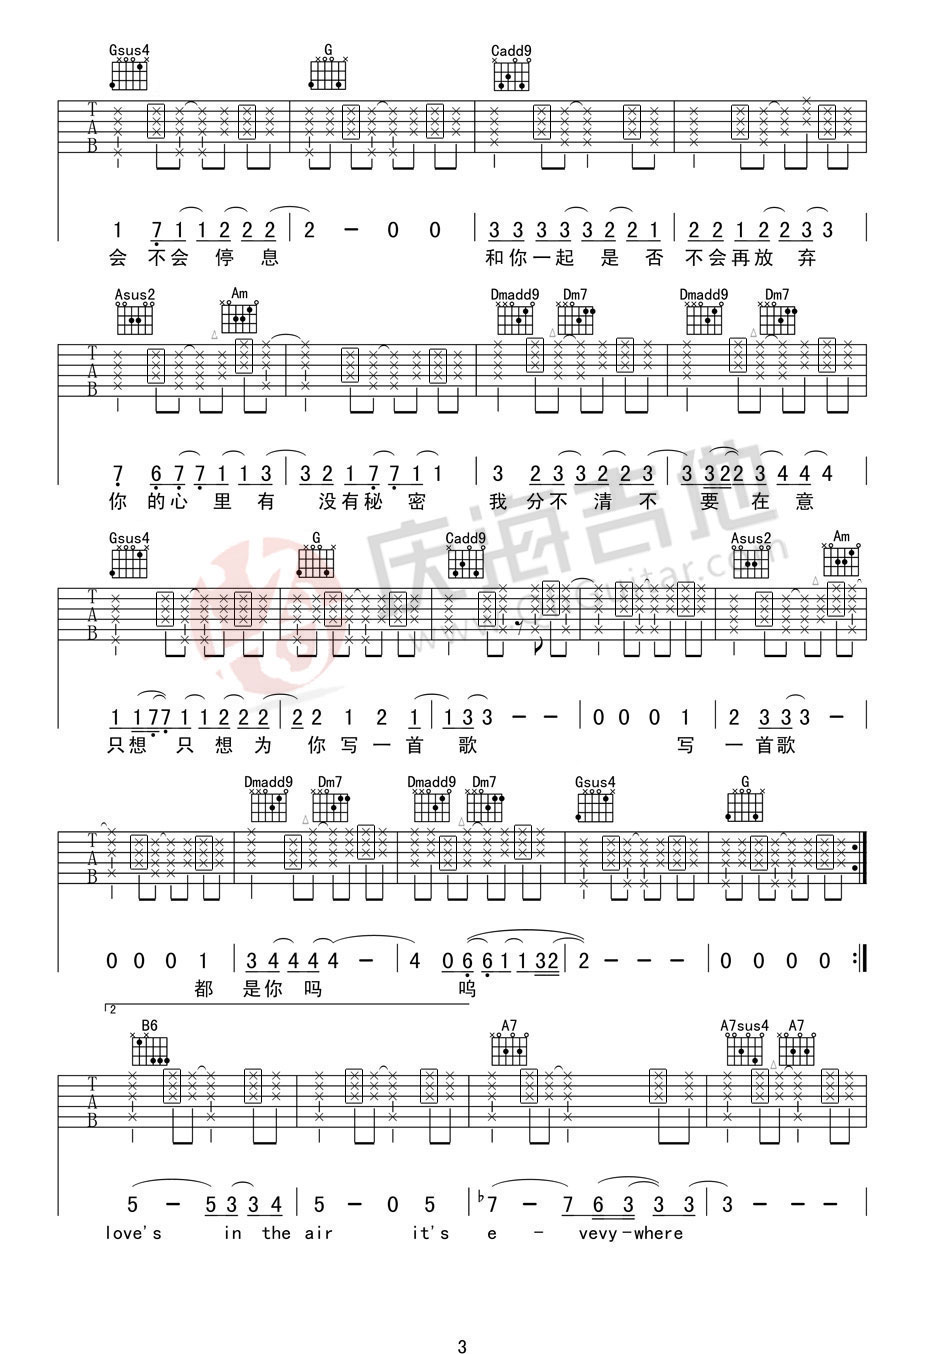 Gsus4 G Cadd9
T
A
B
1 7 1 1 2 2 2 | 2 - 0 0 | 3 3 3 3 3 2 2 1 | 2 2 1 2 2 3 3
会 不会 停 息 和你一起 是 否 不会再放 弃
Asus2 Am Dmadd9 Dm7 Dmadd9 Dm7
T
A
B
7 6 7 7 1 1 3 | 3 2 1 7 7 1 1 | 3 2 3 3 2 2 3 | 3 3 2 2 3 4 4 4
你 的心 里 有 没有秘 密 我 分不 清 不 要 在 意
庆海吉他
Gsus4 G Cadd9 Asus2 Am
T
A
B
1 1 7 7 1 1 2 2 2 | 2 2 1 2 1 | 1 3 3 - - | 0 0 0 1 | 2 3 3 3 -
只想 只 想 为 你 写 一 首 歌 写 一 首歌
Dmadd9 Dm7 Dmadd9 Dm7 Gsus4 G
T
A
B
0 0 0 1 | 3 4 4 4 4 - | 4 0 6 6 1 1 3 2 | 2 - - - | 0 0 0 0 :
都 是你 吗 呜
2
B6 A7 A7sus4 A7
T
A
B
5 - 5 3 3 4 | 5 - 0 5 | ♭7 - 7 6 3 3 3 | 3 - - -
love's in the air it's e - vevy-where
3